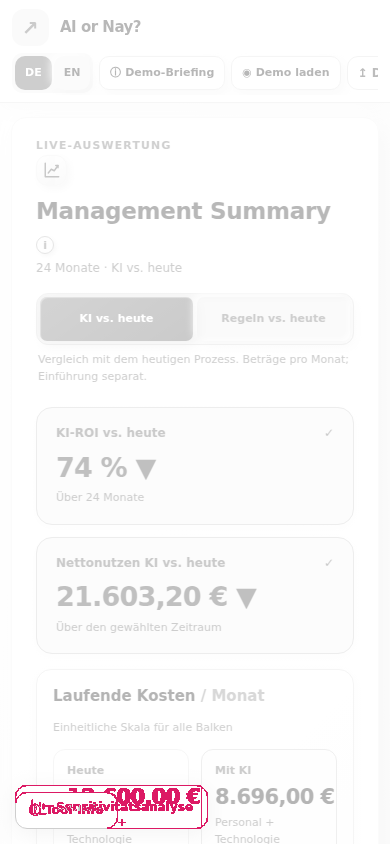 ↗ AI or Nay?
DE EN ⓘ Demo-Briefing ◉ Demo laden ↥ D
LIVE-AUSWERTUNG
Management Summary
i
24 Monate · KI vs. heute
KI vs. heute Regeln vs. heute
Vergleich mit dem heutigen Prozess. Beträge pro Monat;
Einführung separat.
KI-ROI vs. heute ✓
74 % ▼
Über 24 Monate
Nettonutzen KI vs. heute ✓
21.603,20 € ▼
Über den gewählten Zeitraum
Laufende Kosten / Monat
Einheitliche Skala für alle Balken
Heute Mit KI
600,00 € 8.696,00 €
Sensitivitätsanalyse
+ Personal +
Technologie Technologie